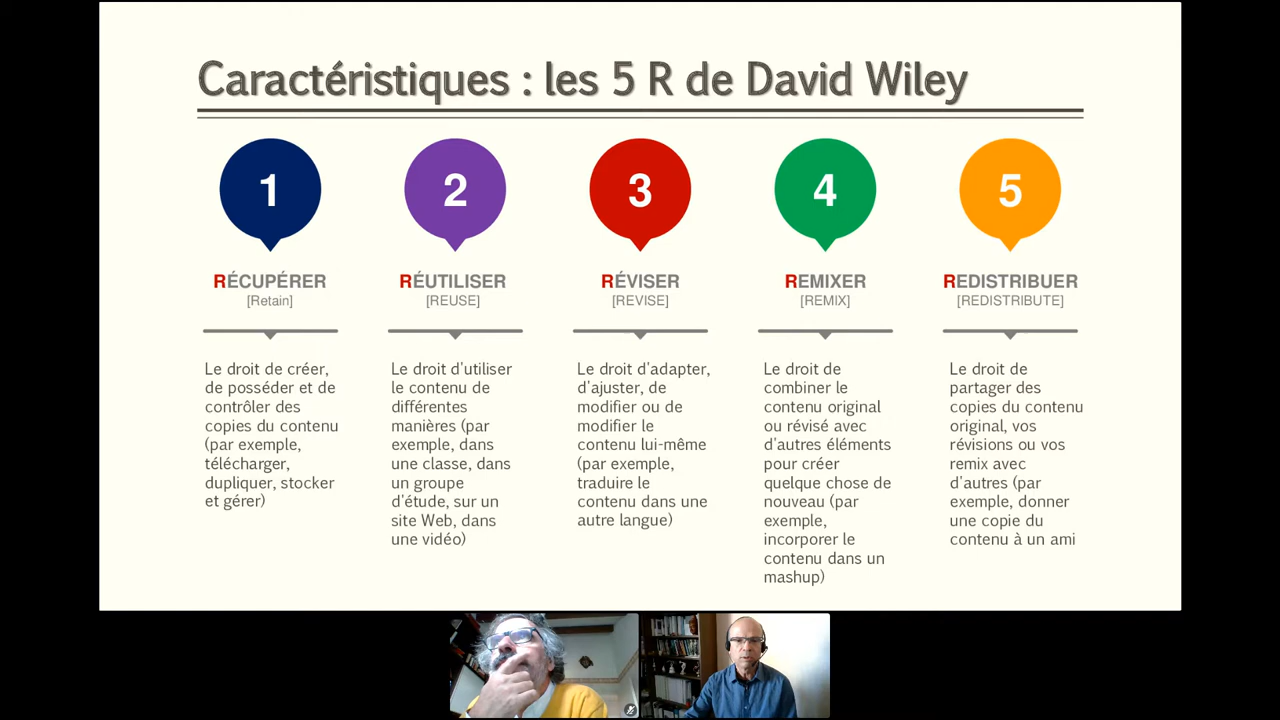 Caractéristiques : les 5 R de David Wiley
1
RÉCUPÉRER
[Retain]
Le droit de créer,
de posséder et de
contrôler des
copies du contenu
(par exemple,
télécharger,
dupliquer, stocker
et gérer)
2
RÉUTILISER
[REUSE]
Le droit d'utiliser
le contenu de
différentes
manières (par
exemple, dans
une classe, dans
un groupe
d'étude, sur un
site Web, dans
une vidéo)
3
RÉVISER
[REVISE]
Le droit d'adapter,
d'ajuster, de
modifier ou de
modifier le
contenu lui-même
(par exemple,
traduire le
contenu dans une
autre langue)
4
REMIXER
[REMIX]
Le droit de
combiner le
contenu original
ou révisé avec
d'autres éléments
pour créer
quelque chose de
nouveau (par
exemple,
incorporer le
contenu dans un
mashup)
5
REDISTRIBUER
[REDISTRIBUTE]
Le droit de
partager des
copies du contenu
original, vos
révisions ou vos
remix avec
d'autres (par
exemple, donner
une copie du
contenu à un ami